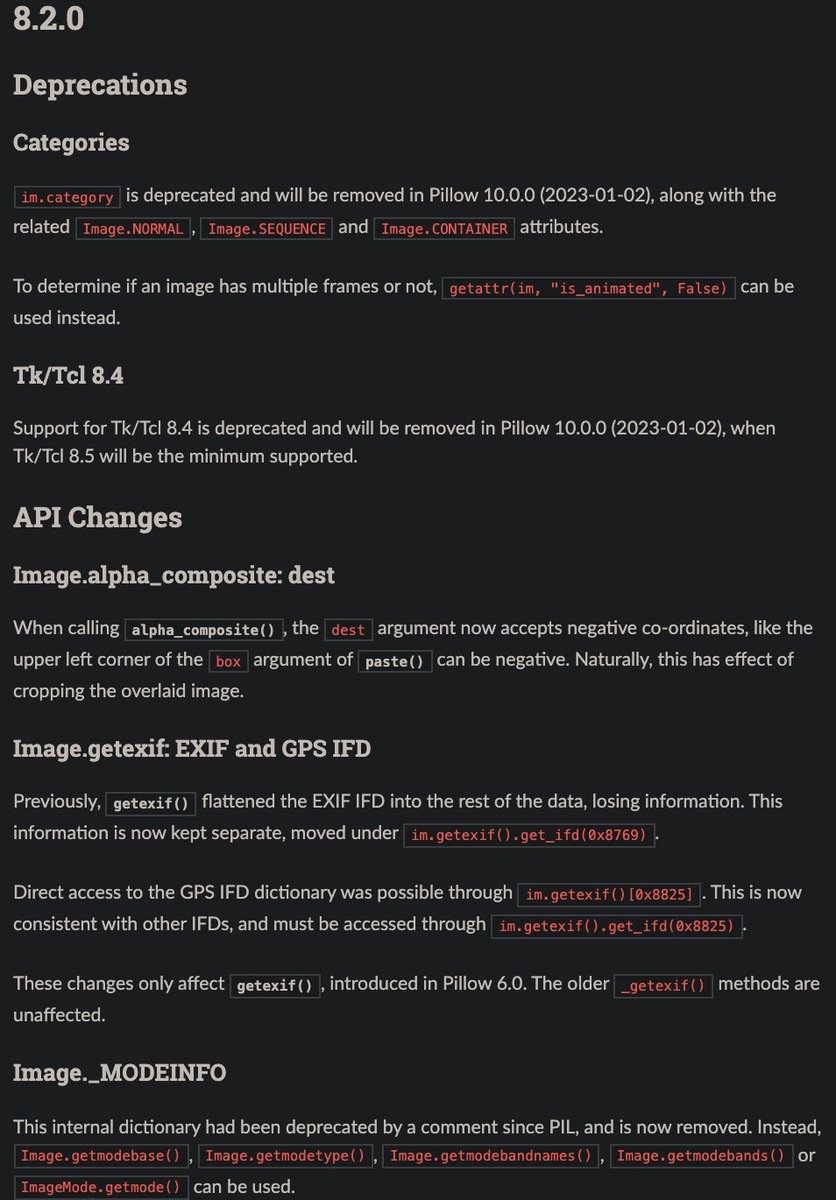 8.2.0
Deprecations
Categories
im.category is deprecated and will be removed in Pillow 10.0.0 (2023-01-02), along with the
related Image.NORMAL, Image.SEQUENCE and Image.CONTAINER attributes.
To determine if an image has multiple frames or not, getattr(im, "is_animated", False) can be
used instead.
Tk/Tcl 8.4
Support for Tk/Tcl 8.4 is deprecated and will be removed in Pillow 10.0.0 (2023-01-02), when
Tk/Tcl 8.5 will be the minimum supported.
API Changes
Image.alpha_composite: dest
When calling alpha_composite(), the dest argument now accepts negative co-ordinates, like the
upper left corner of the box argument of paste() can be negative. Naturally, this has effect of
cropping the overlaid image.
Image.getexif: EXIF and GPS IFD
Previously, getexif() flattened the EXIF IFD into the rest of the data, losing information. This
information is now kept separate, moved under im.getexif().get_ifd(0x8769).
Direct access to the GPS IFD dictionary was possible through im.getexif()[0x8825]. This is now
consistent with other IFDs, and must be accessed through im.getexif().get_ifd(0x8825).
These changes only affect getexif(), introduced in Pillow 6.0. The older _getexif() methods are
unaffected.
Image._MODEINFO
This internal dictionary had been deprecated by a comment since PIL, and is now removed. Instead,
Image.getmodebase(), Image.getmodetype(), Image.getmodebandnames(), Image.getmodebands() or
ImageMode.getmode() can be used.